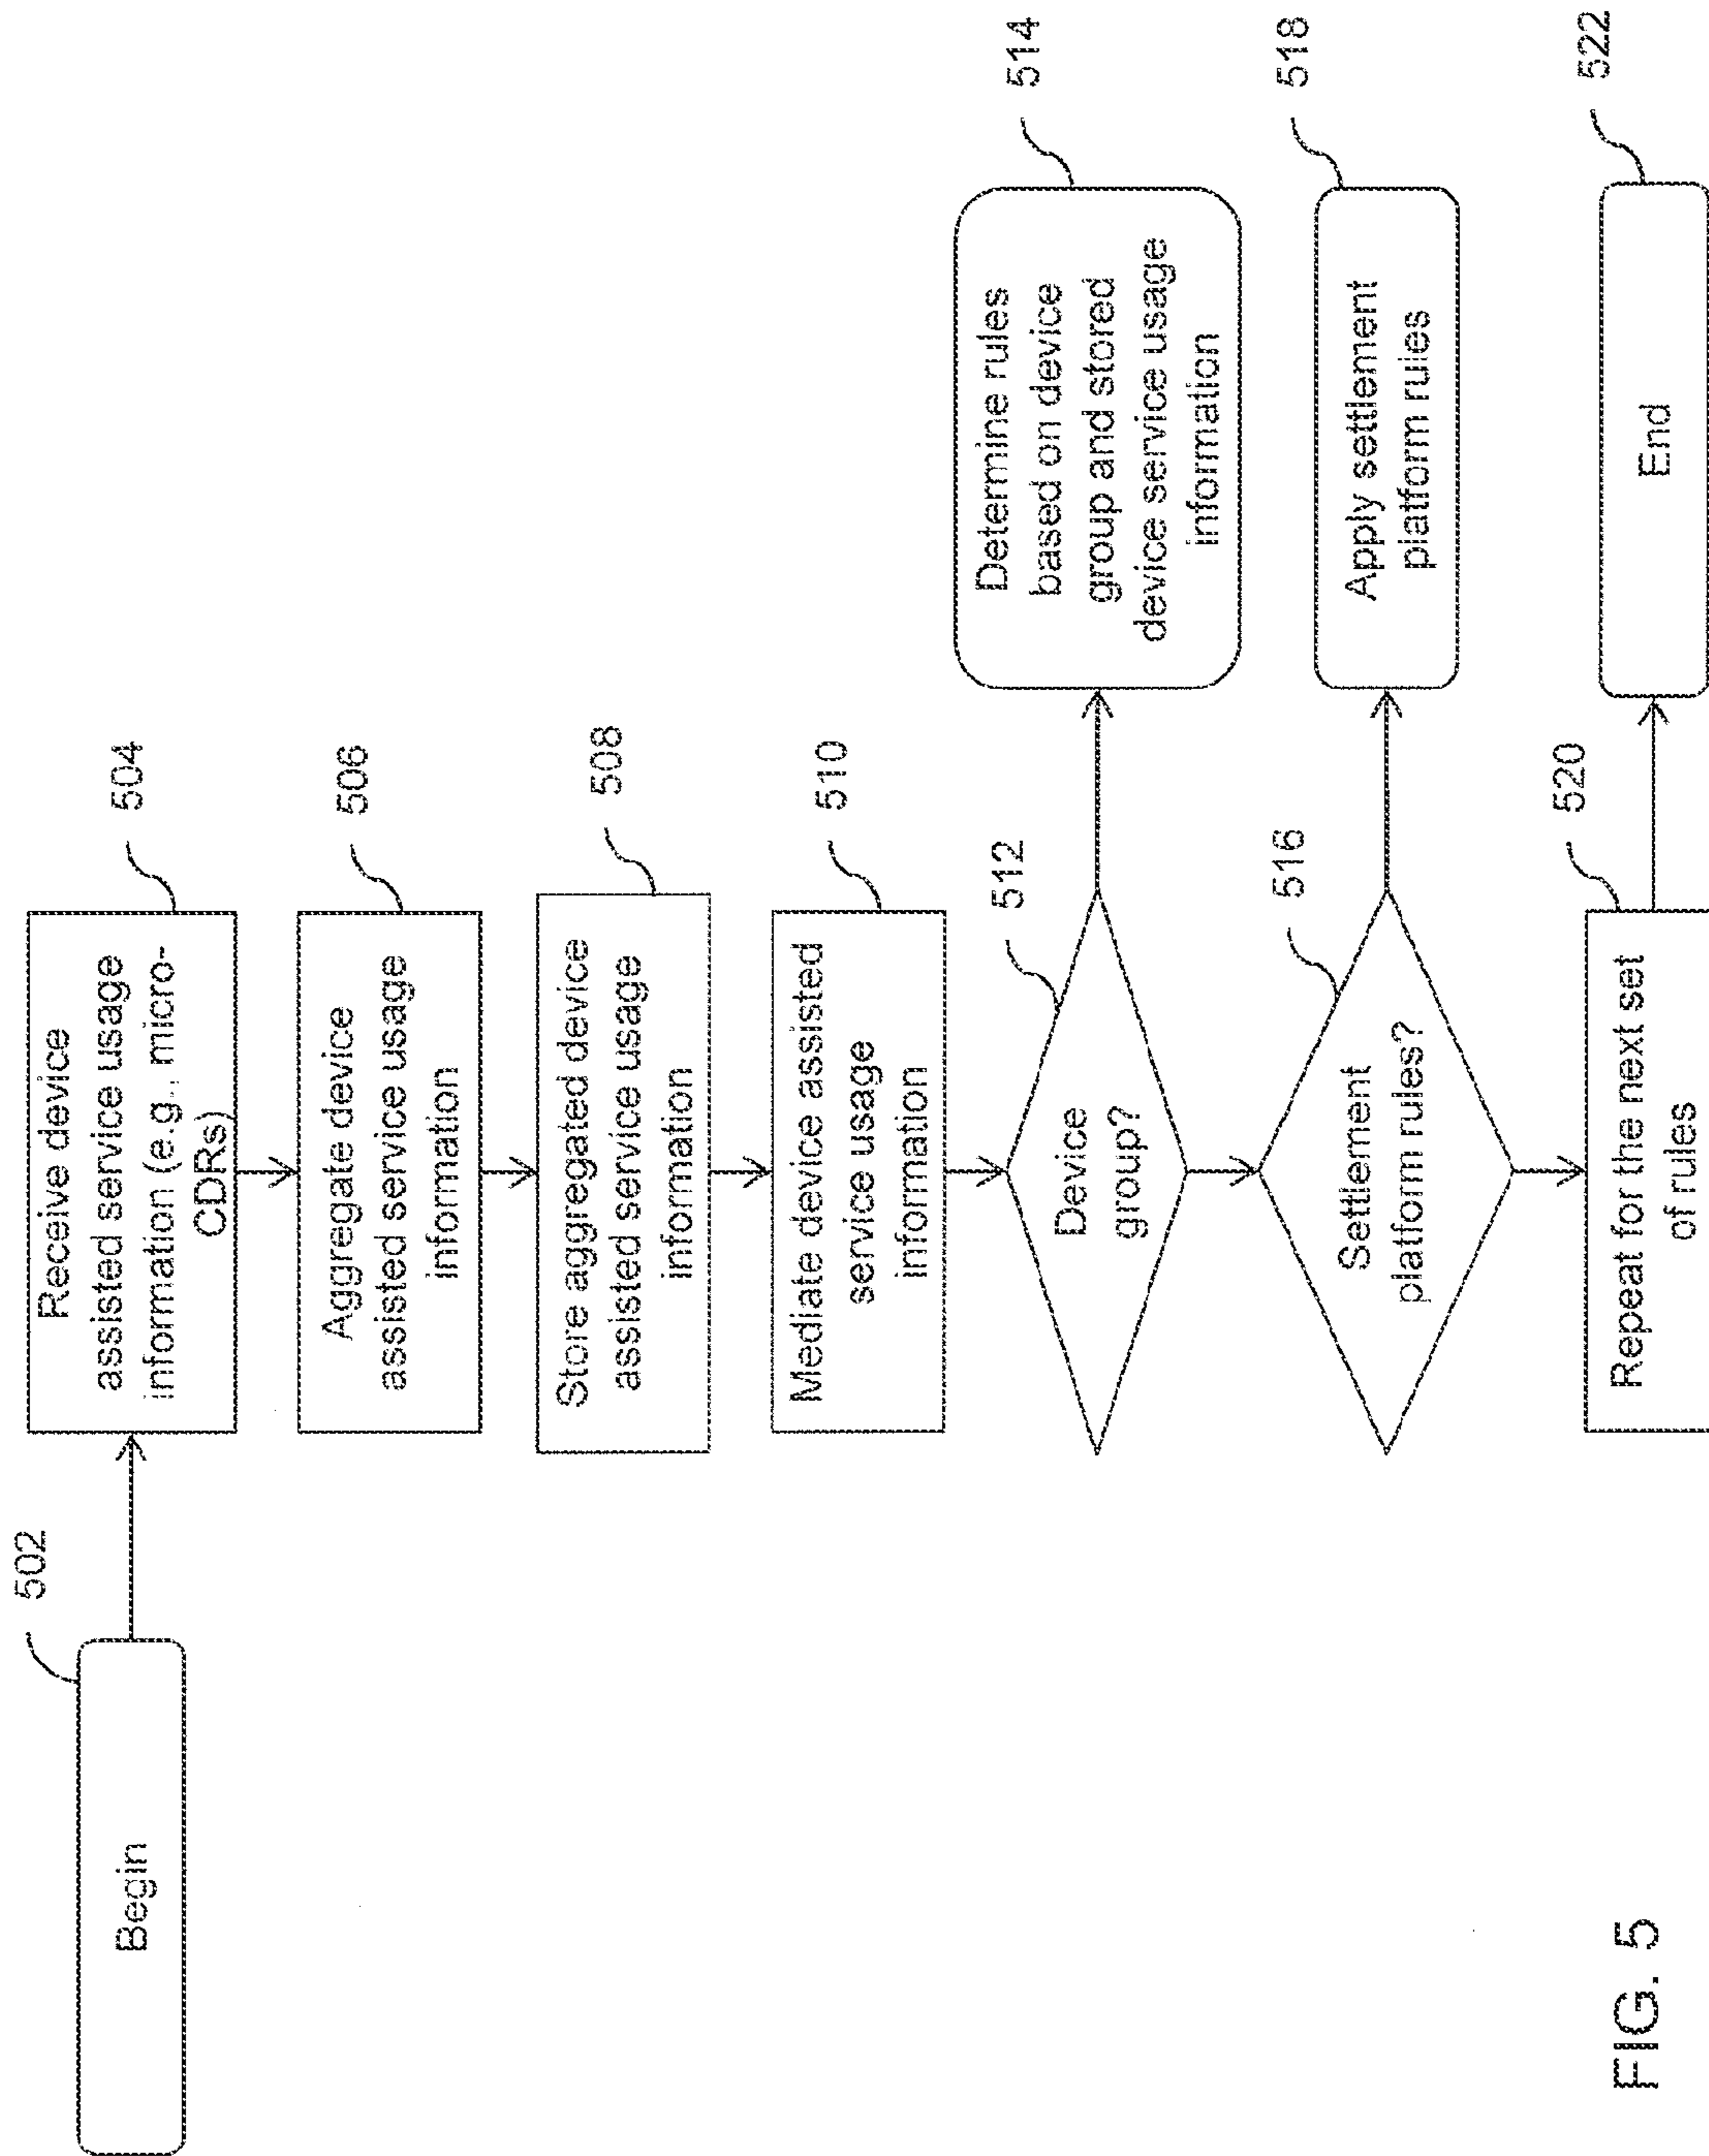 502
Begin
504
Receive device
assisted service usage
information (e.g., micro-
CDRs)
506
Aggregate device
assisted service usage
information
508
Store aggregated device
assisted service usage
information
510
Mediate device assisted
service usage
information
512
Device
group?
514
Determine rules
based on device
group and stored
device service usage
information
516
Settlement
platform rules?
518
Apply settlement
platform rules
520
Repeat for the next set
of rules
522
End
FIG. 5